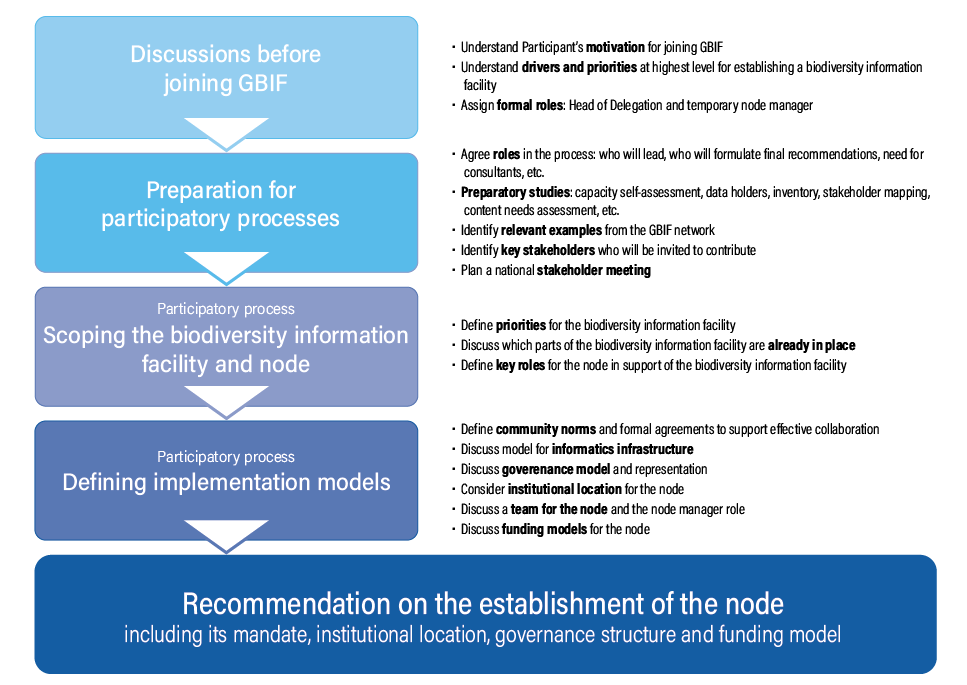 Discussions before
joining GBIF
· Understand Participant's motivation for joining GBIF
· Understand drivers and priorities at highest level for establishing a biodiversity information
facility
· Assign formal roles: Head of Delegation and temporary node manager
Preparation for
participatory processes
· Agree roles in the process: who will lead, who will formulate final recommendations, need for
consultants, etc.
· Preparatory studies: capacity self-assessment, data holders, inventory, stakeholder mapping,
content needs assessment, etc.
· Identify relevant examples from the GBIF network
· Identify key stakeholders who will be invited to contribute
· Plan a national stakeholder meeting
Participatory process
Scoping the biodiversity information
facility and node
· Define priorities for the biodiversity information facility
· Discuss which parts of the biodiversity information facility are already in place
· Define key roles for the node in support of the biodiversity information facility
Participatory process
Defining implementation models
· Define community norms and formal agreements to support effective collaboration
· Discuss model for informatics infrastructure
· Discuss goverenance model and representation
· Consider institutional location for the node
· Discuss a team for the node and the node manager role
· Discuss funding models for the node
Recommendation on the establishment of the node
including its mandate, institutional location, governance structure and funding model